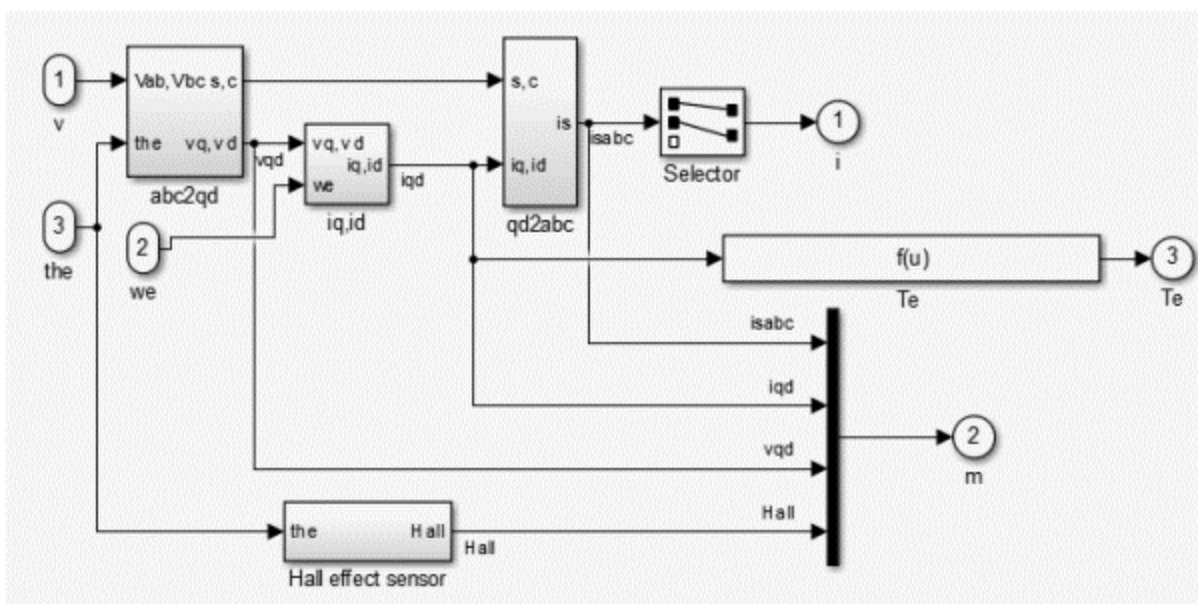 1
v
Vab,Vbc s,c
the
vq,vd
abc2qd
3
the
2
we
vqd
vq,vd
iq,id
we
iq,id
iqd
s,c
is
iq,id
qd2abc
isabc
Selector
1
i
f(u)
Te
3
Te
isabc
iqd
vqd
Hall
2
m
the
Hall
Hall
Hall effect sensor